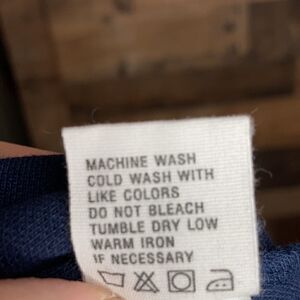 MACHINE WASH
COLD WASH WITH
LIKE COLORS
DO NOT BLEACH
TUMBLE DRY LOW
WARM IRON
IF NECESSARY